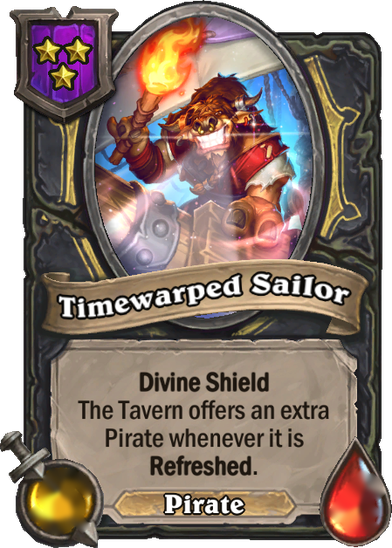 Timewarped Sailor
Divine Shield
The Tavern offers an extra
Pirate whenever it is
Refreshed.
Pirate